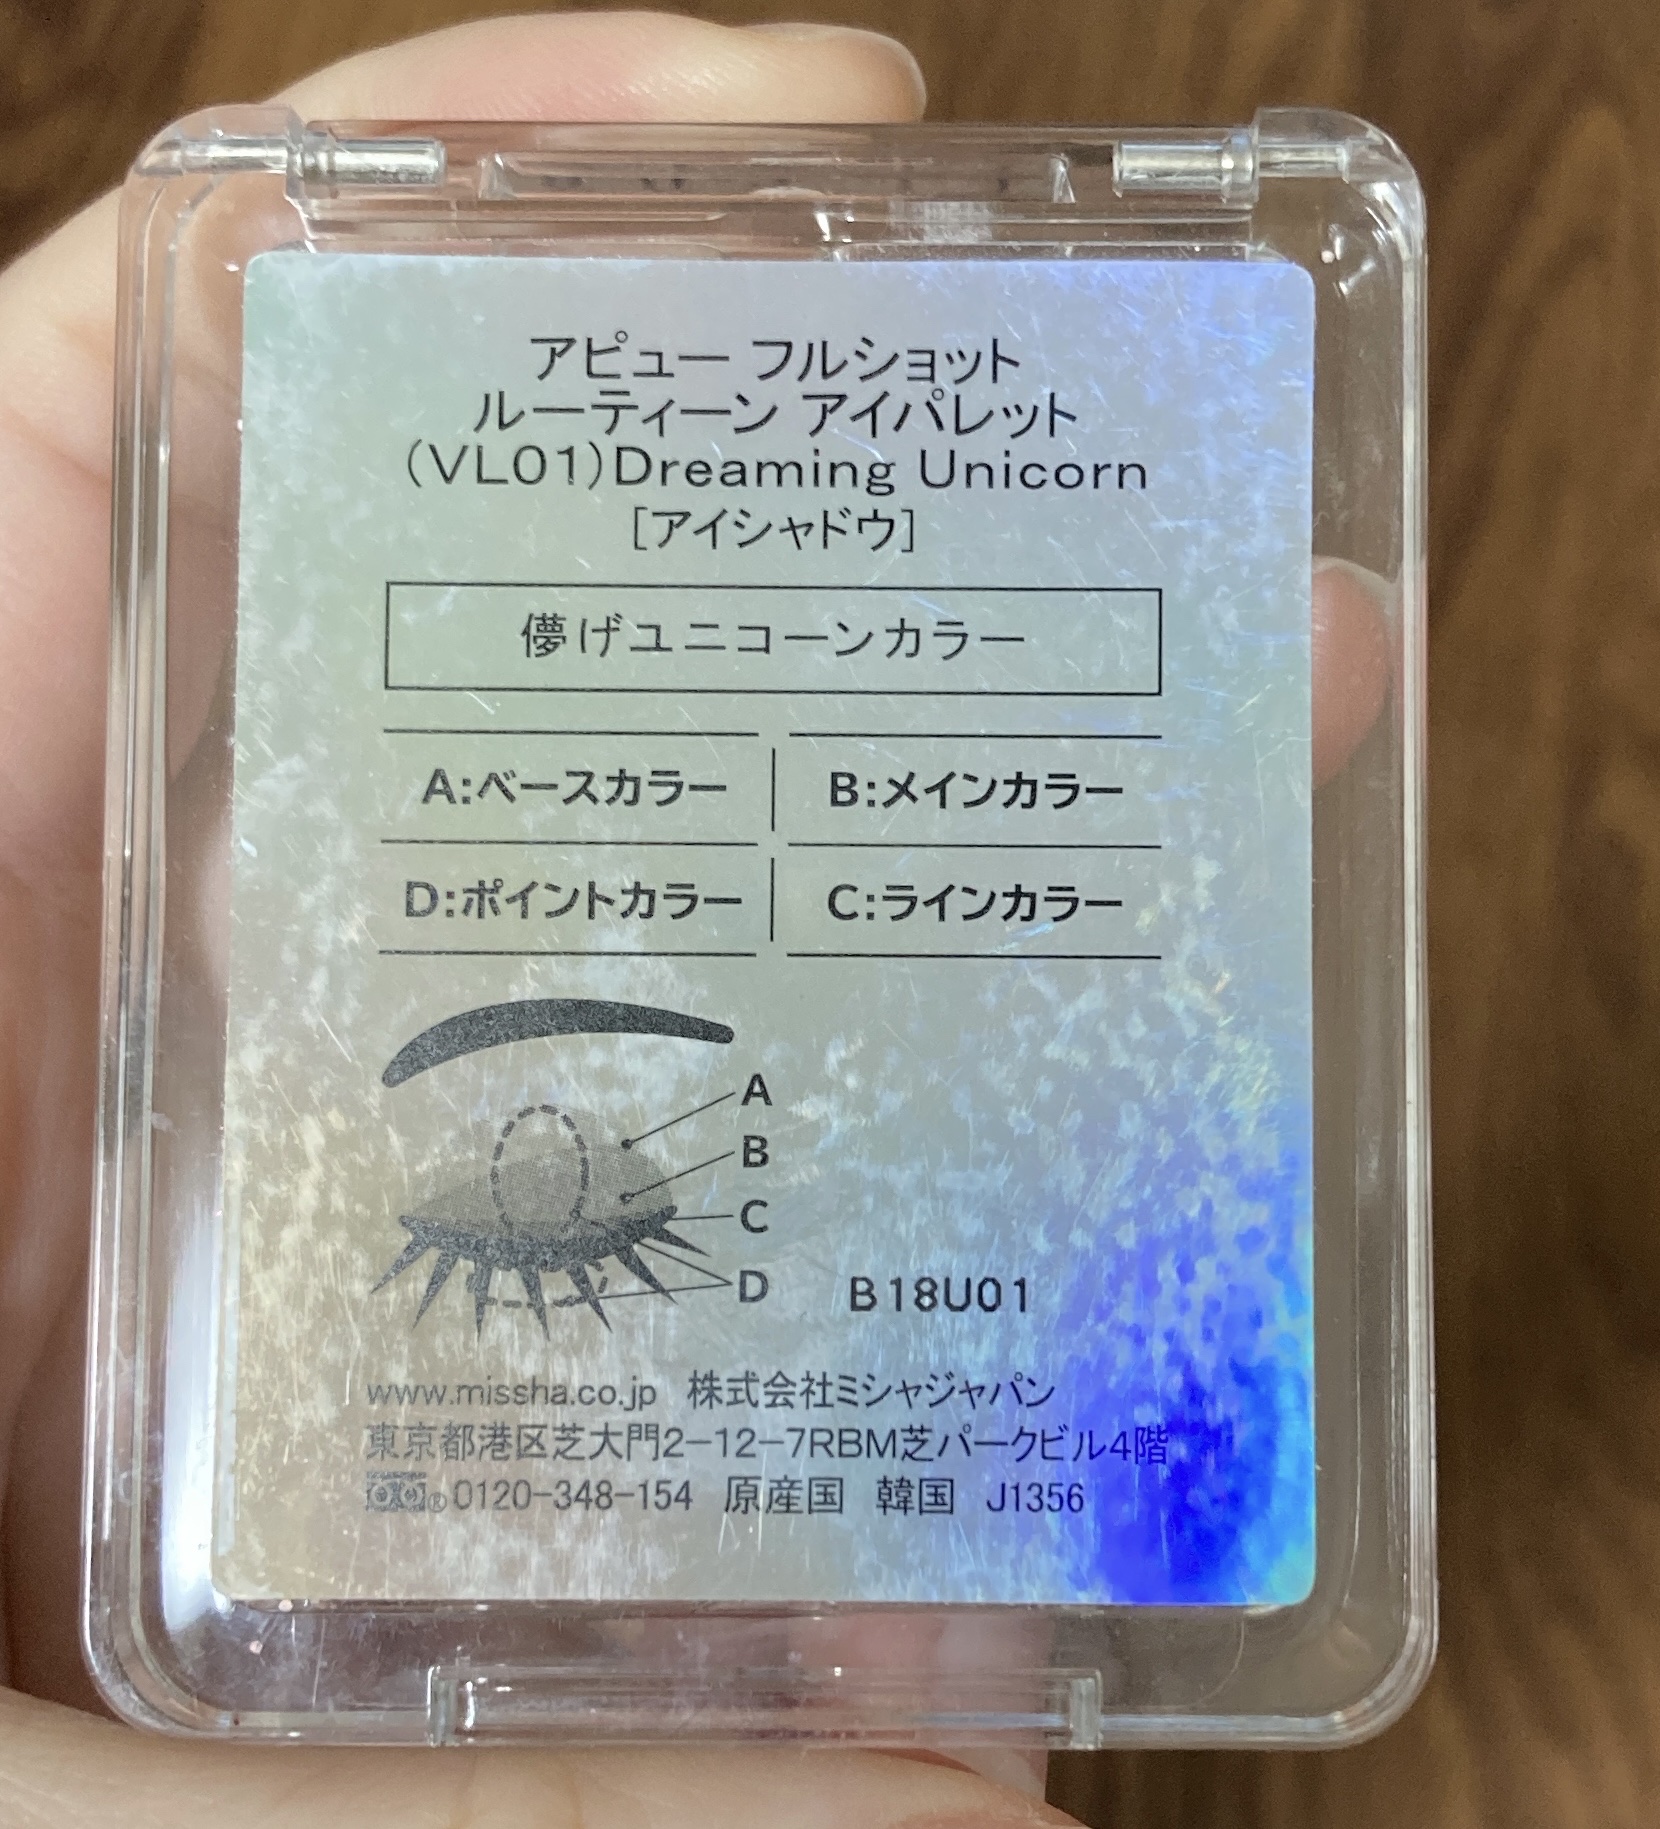 アピュー フルショット
ルーティーン アイパレット
(VL01)Dreaming Unicorn
[アイシャドウ]
儚げユニコーンカラー
A:ベースカラー B:メインカラー
D:ポイントカラー C:ラインカラー
A
B
C
D B18U01
www.missha.co.jp 株式会社ミシャジャパン
東京都港区芝大門2-12-7RBM芝パークビル4階
®0120-348-154 原産国 韓国 J1356